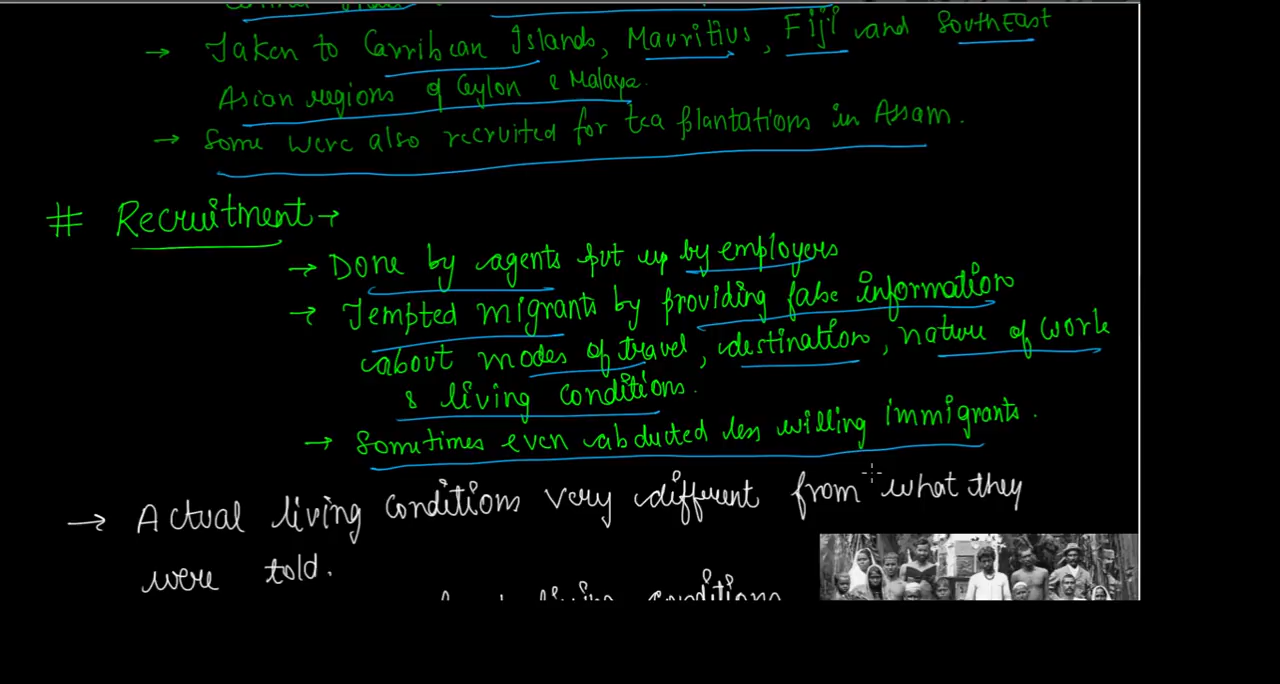 → Taken to Carribean Islands, Mauritius, Fiji and SouthEast
Asian regions of Ceylon & Malaya.
→ Some were also recruited for tea plantations in Assam.
# Recruitment →
→ Done by agents put up by employers
→ Tempted migrants by providing false information
about modes of travel, destination, nature of work
& living conditions.
→ Sometimes even abducted less willing immigrants.
→ Actual living conditions very different from what they
were told.
living conditions